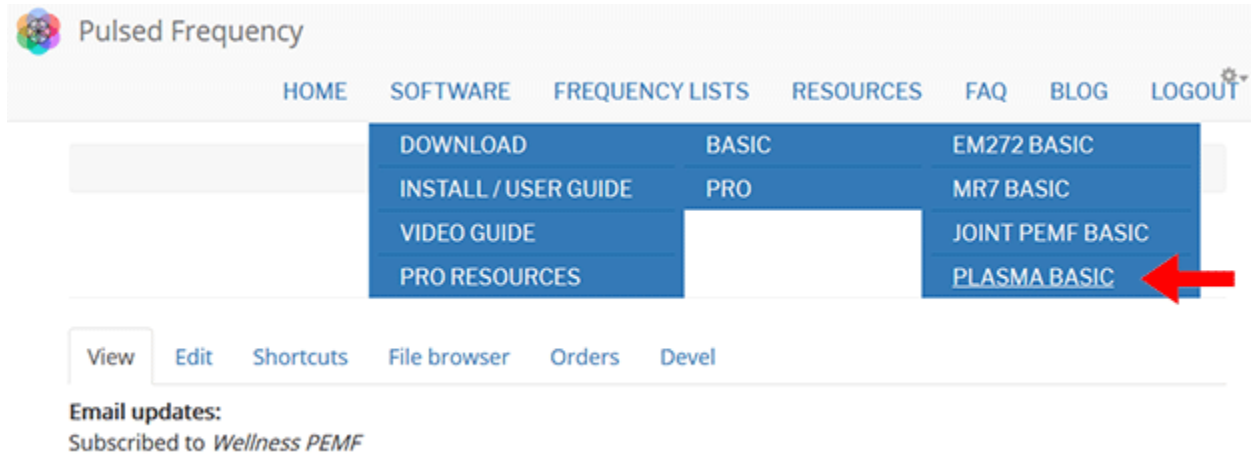 Pulsed Frequency
HOME SOFTWARE FREQUENCY LISTS RESOURCES FAQ BLOG LOGOUT
DOWNLOAD BASIC EM272 BASIC
INSTALL / USER GUIDE PRO MR7 BASIC
VIDEO GUIDE JOINT PEMF BASIC
PRO RESOURCES PLASMA BASIC
View Edit Shortcuts File browser Orders Devel
Email updates:
Subscribed to Wellness PEMF